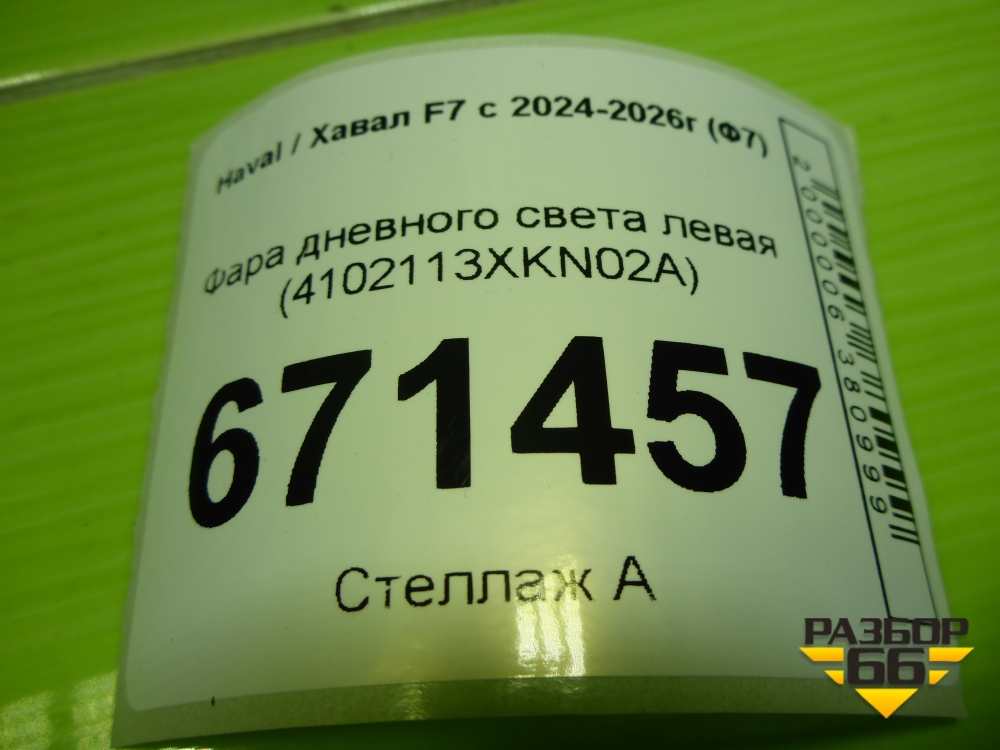 Haval / Хавал F7 с 2024-2026г (Ф7)
Фара дневного света левая
(4102113XKN02A)
671457
Стеллаж А
2000006380999
РАЗБОР
66